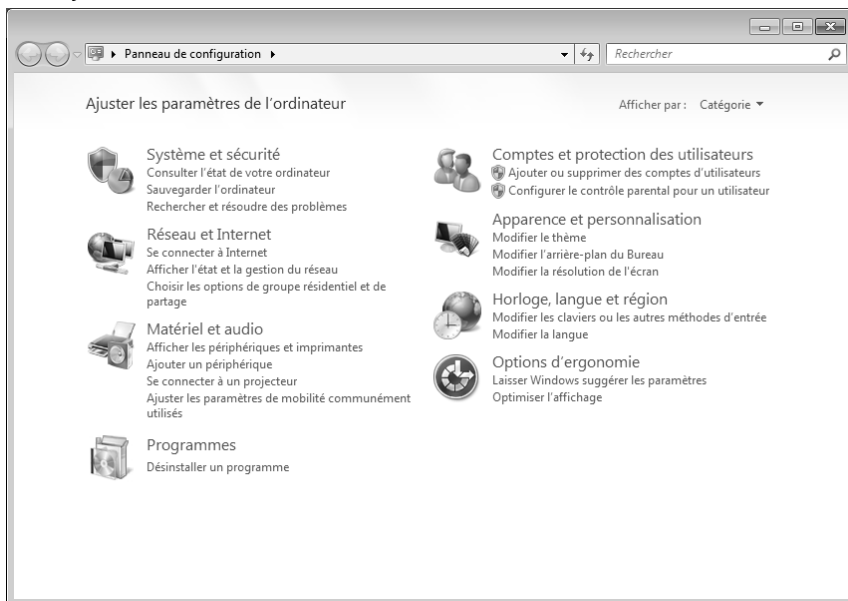 Panneau de configuration
Rechercher
Ajuster les paramètres de l'ordinateur
Afficher par : Catégorie
Système et sécurité
Consulter l'état de votre ordinateur
Sauvegarder l'ordinateur
Rechercher et résoudre des problèmes
Réseau et Internet
Se connecter à Internet
Afficher l'état et la gestion du réseau
Choisir les options de groupe résidentiel et de
partage
Matériel et audio
Afficher les périphériques et imprimantes
Ajouter un périphérique
Se connecter à un projecteur
Ajuster les paramètres de mobilité communément
utilisés
Programmes
Désinstaller un programme
Comptes et protection des utilisateurs
Ajouter ou supprimer des comptes d'utilisateurs
Configurer le contrôle parental pour un utilisateur
Apparence et personnalisation
Modifier le thème
Modifier l'arrière-plan du Bureau
Modifier la résolution de l'écran
Horloge, langue et région
Modifier les claviers ou les autres méthodes d'entrée
Modifier la langue
Options d'ergonomie
Laisser Windows suggérer les paramètres
Optimiser l'affichage